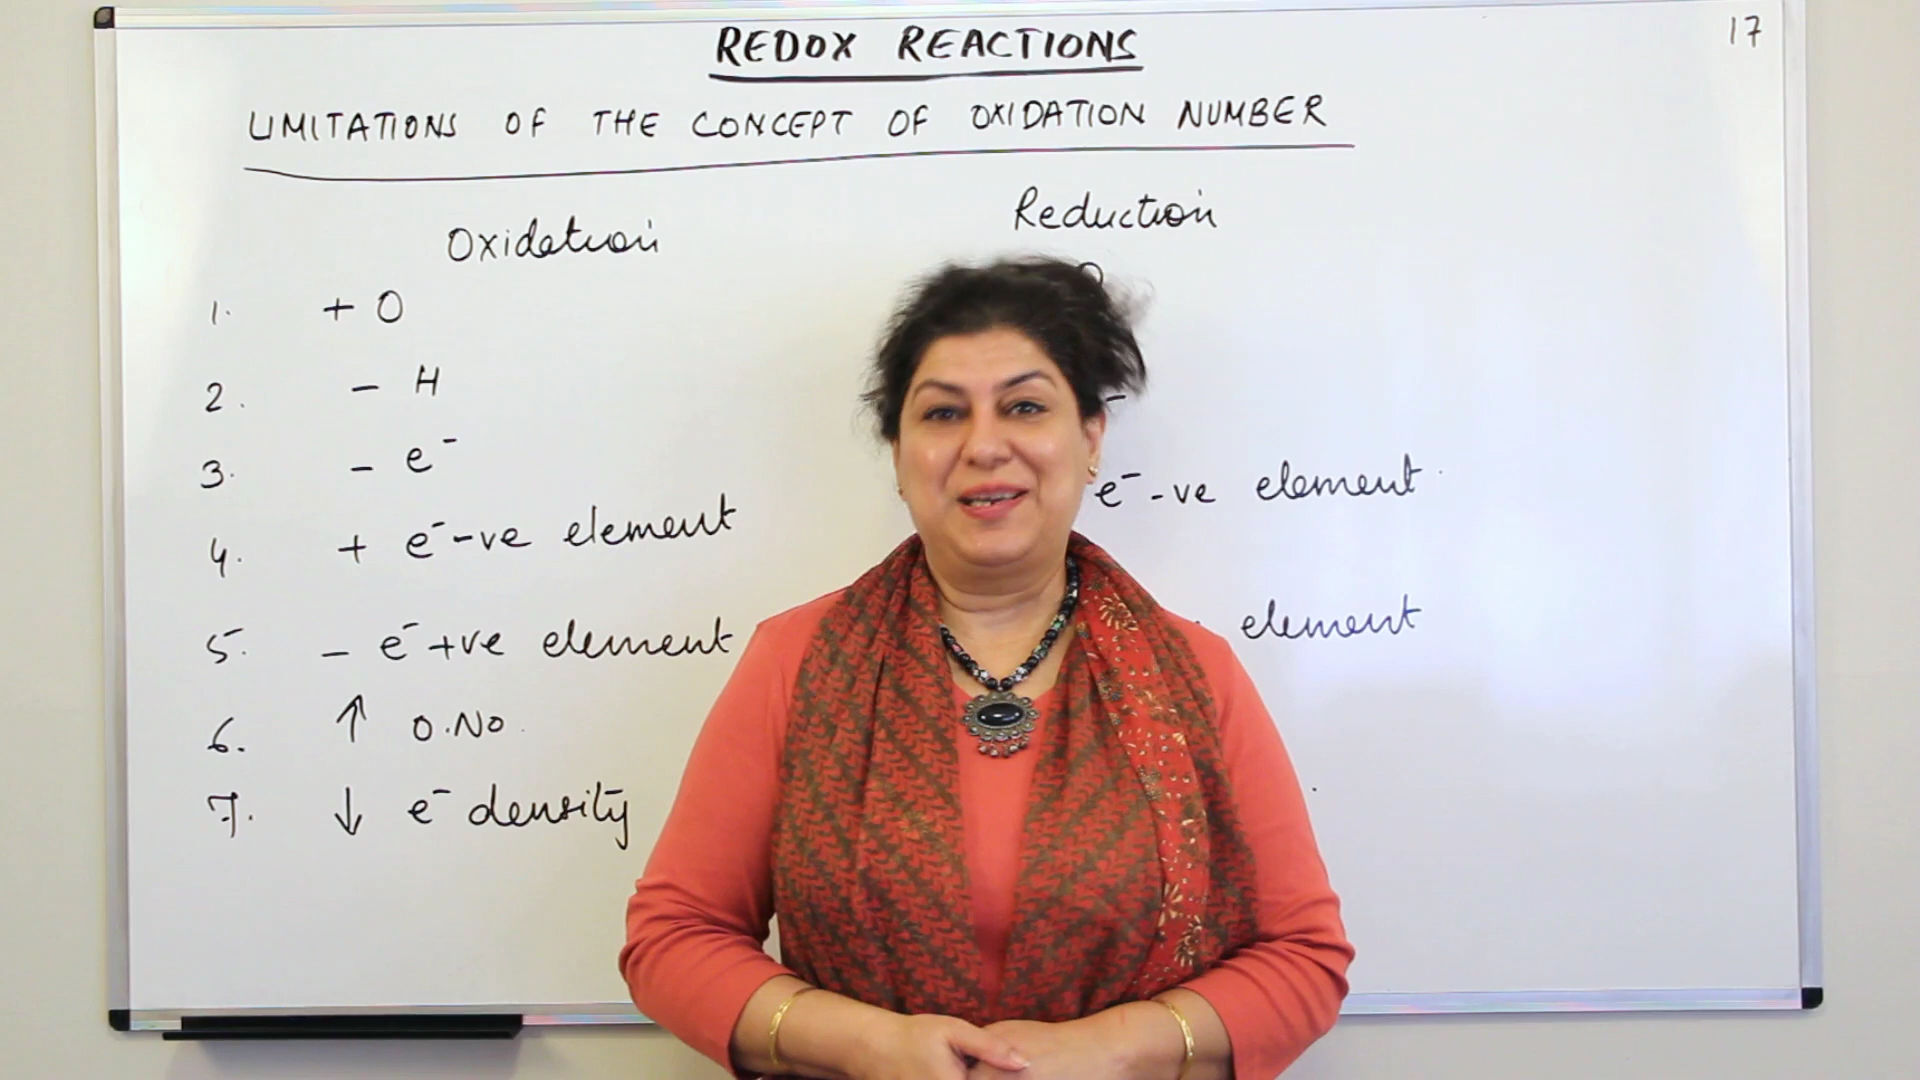 REDOX REACTIONS
17
LIMITATIONS OF THE CONCEPT OF OXIDATION NUMBER
Oxidation
Reduction
1. + O
O
2. - H
-
3. - e⁻
4. + e⁻-ve element
e⁻-ve element
5. - e⁻+ve element
element
6. ↑ O.No.
7. ↓ e⁻ density